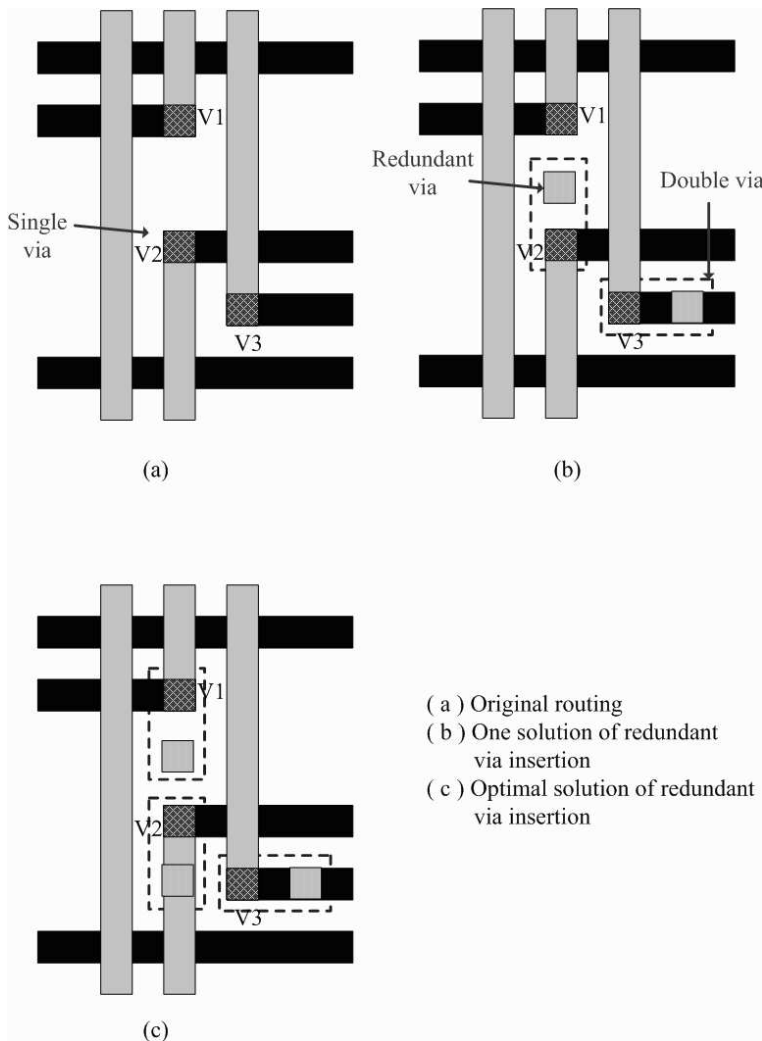 V1
Single
via
V2
V3
(a)
V1
Redundant
via
Double via
V2
V3
(b)
V1
V2
V3
(c)
( a ) Original routing
( b ) One solution of redundant
via insertion
( c ) Optimal solution of redundant
via insertion